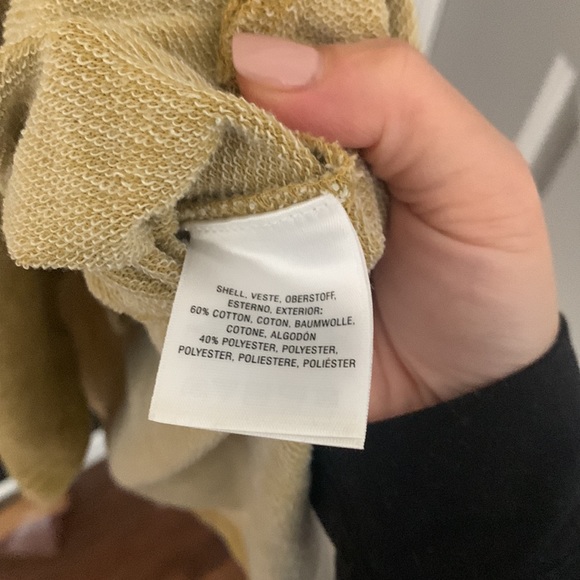 SHELL, VESTE, OBERSTOFF,
ESTERNO, EXTERIOR:
60% COTTON, COTON, BAUMWOLLE,
COTONE, ALGODÓN
40% POLYESTER, POLYESTER,
POLYESTER, POLIESTERE, POLIÉSTER